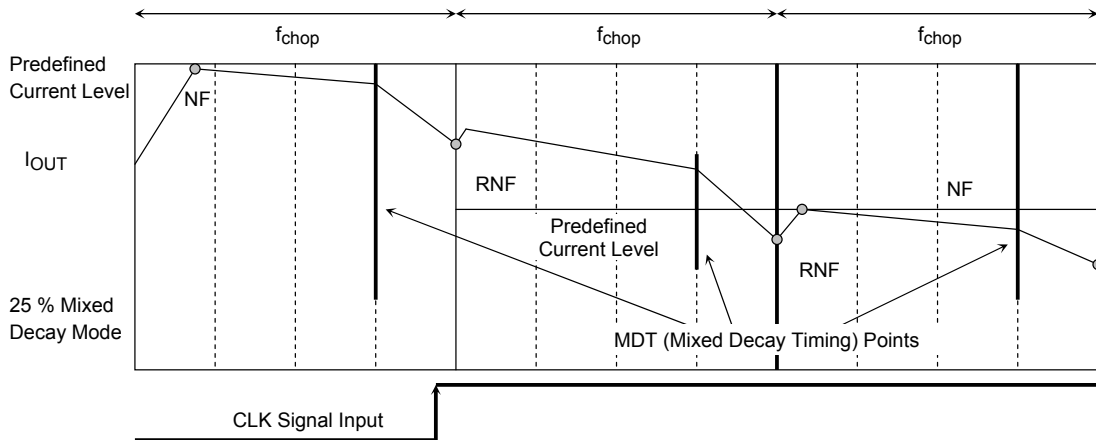 fchop
fchop
fchop
Predefined
Current Level
NF
IOUT
RNF
NF
Predefined
Current Level
RNF
25 % Mixed
Decay Mode
MDT (Mixed Decay Timing) Points
CLK Signal Input